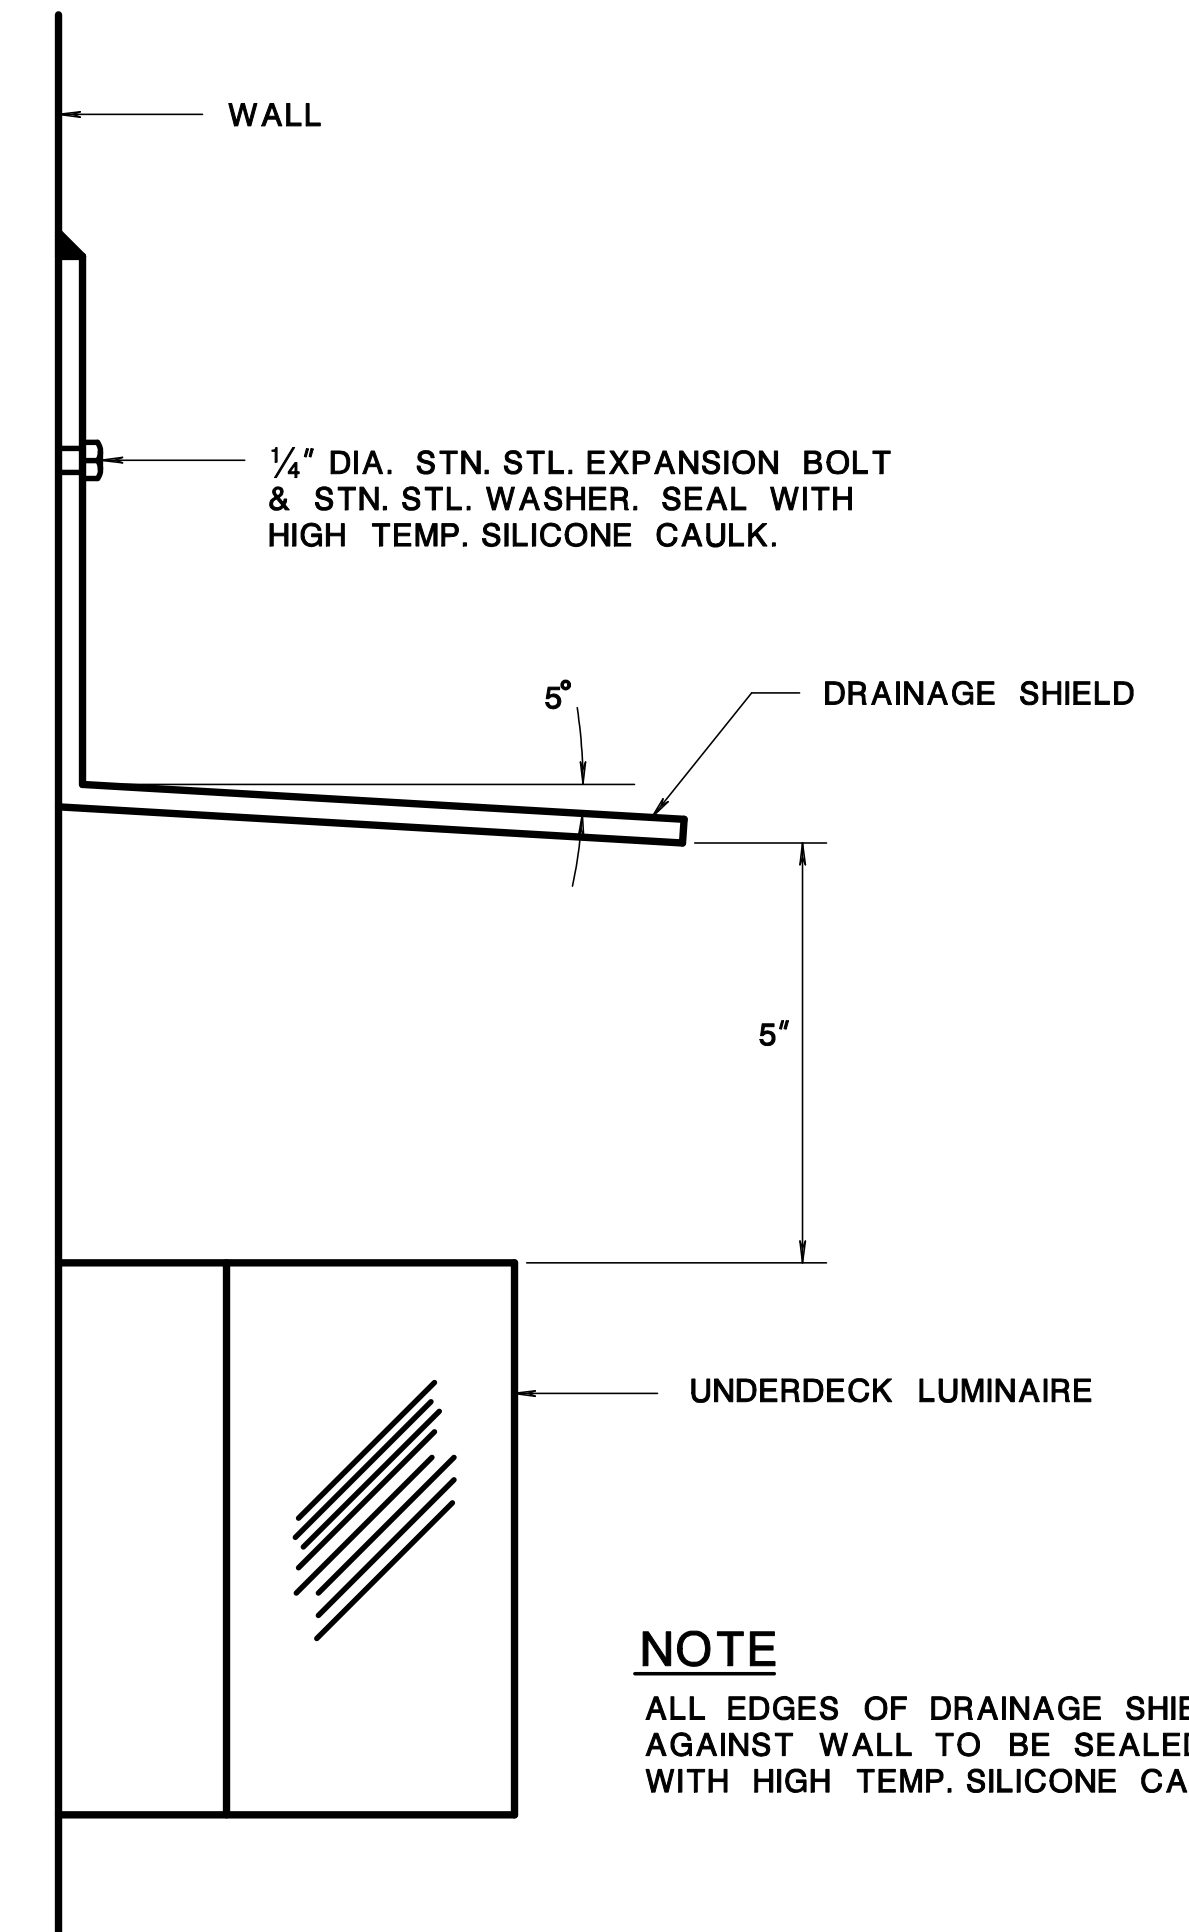 WALL
¼" DIA. STN. STL. EXPANSION BOLT
& STN. STL. WASHER. SEAL WITH
HIGH TEMP. SILICONE CAULK.
5°
DRAINAGE SHIELD
5"
UNDERDECK LUMINAIRE
NOTE
ALL EDGES OF DRAINAGE
AGAINST WALL TO BE SEALED
WITH HIGH TEMP. SILICONE